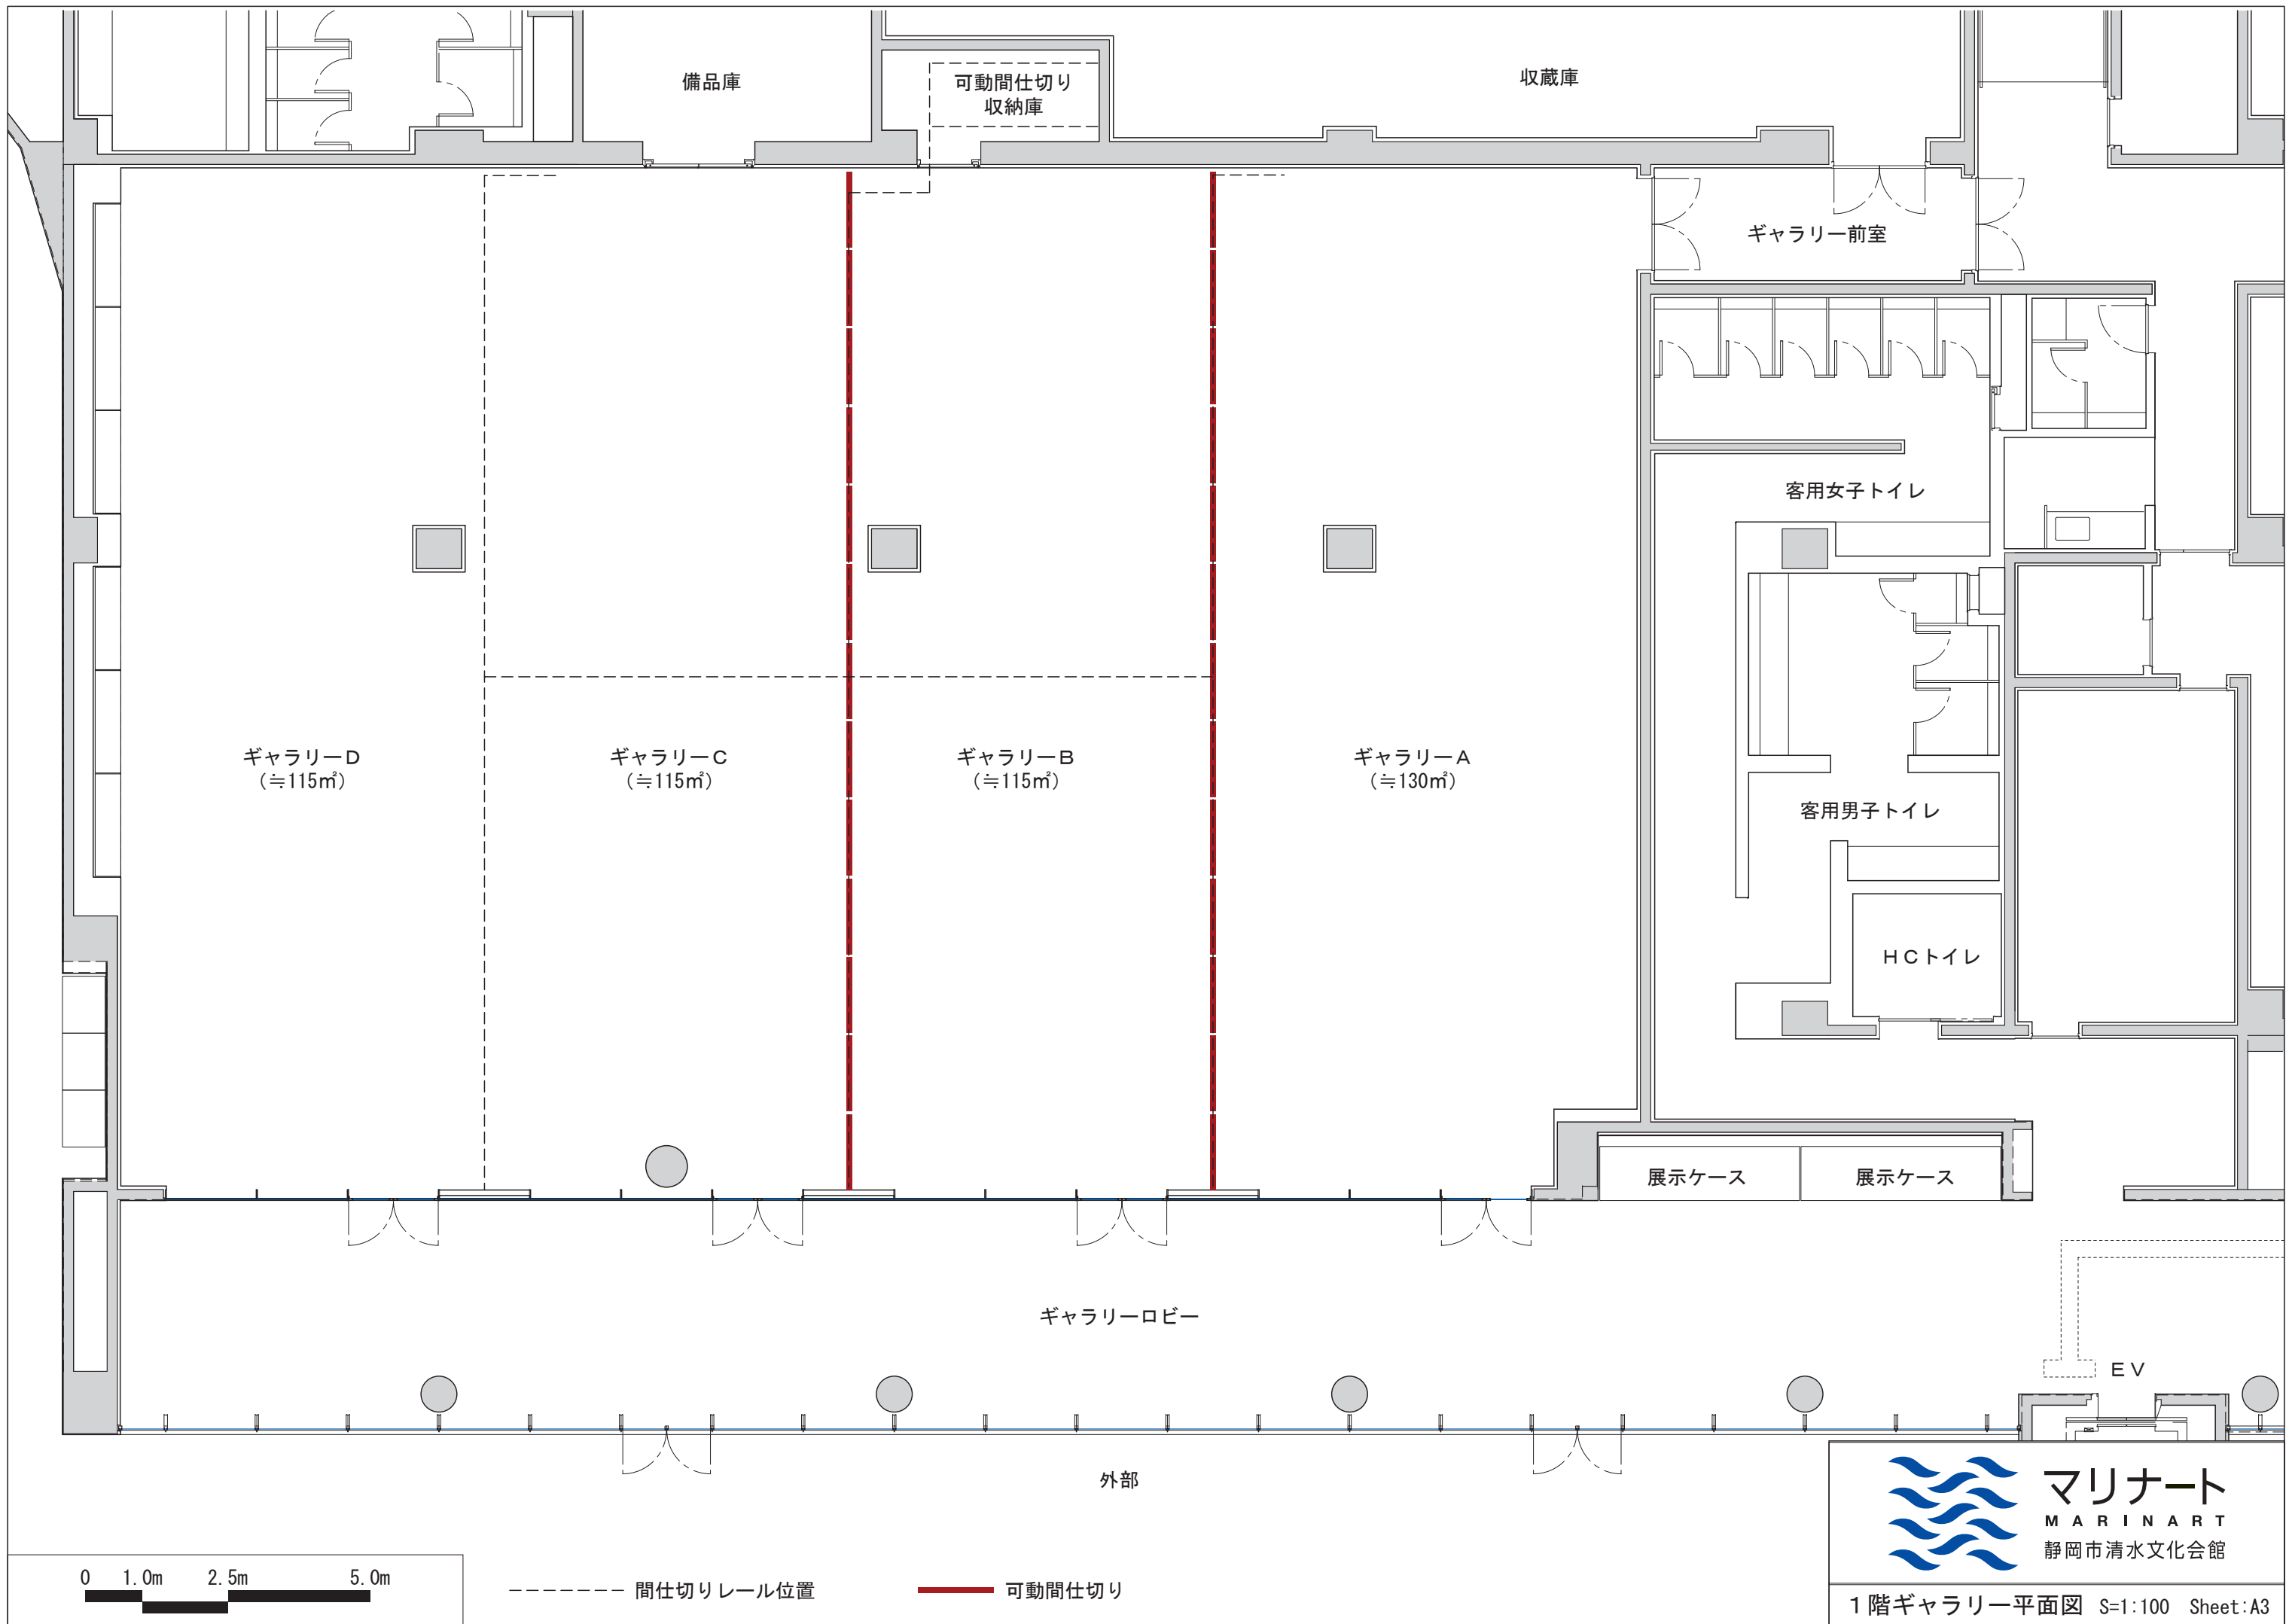 備品庫
可動間仕切り
収納庫
収蔵庫
ギャラリー前室
客用女子トイレ
ギャラリーD
(≒115㎡)
ギャラリーC
(≒115㎡)
ギャラリーB
(≒115㎡)
ギャラリーA
(≒130㎡)
客用男子トイレ
HCトイレ
展示ケース
展示ケース
ギャラリーロビー
EV
外部
マリナート
MARINART
静岡市清水文化会館
0 1.0m 2.5m 5.0m
間仕切りレール位置
可動間仕切り
1階ギャラリー平面図 S=1:100 Sheet:A3